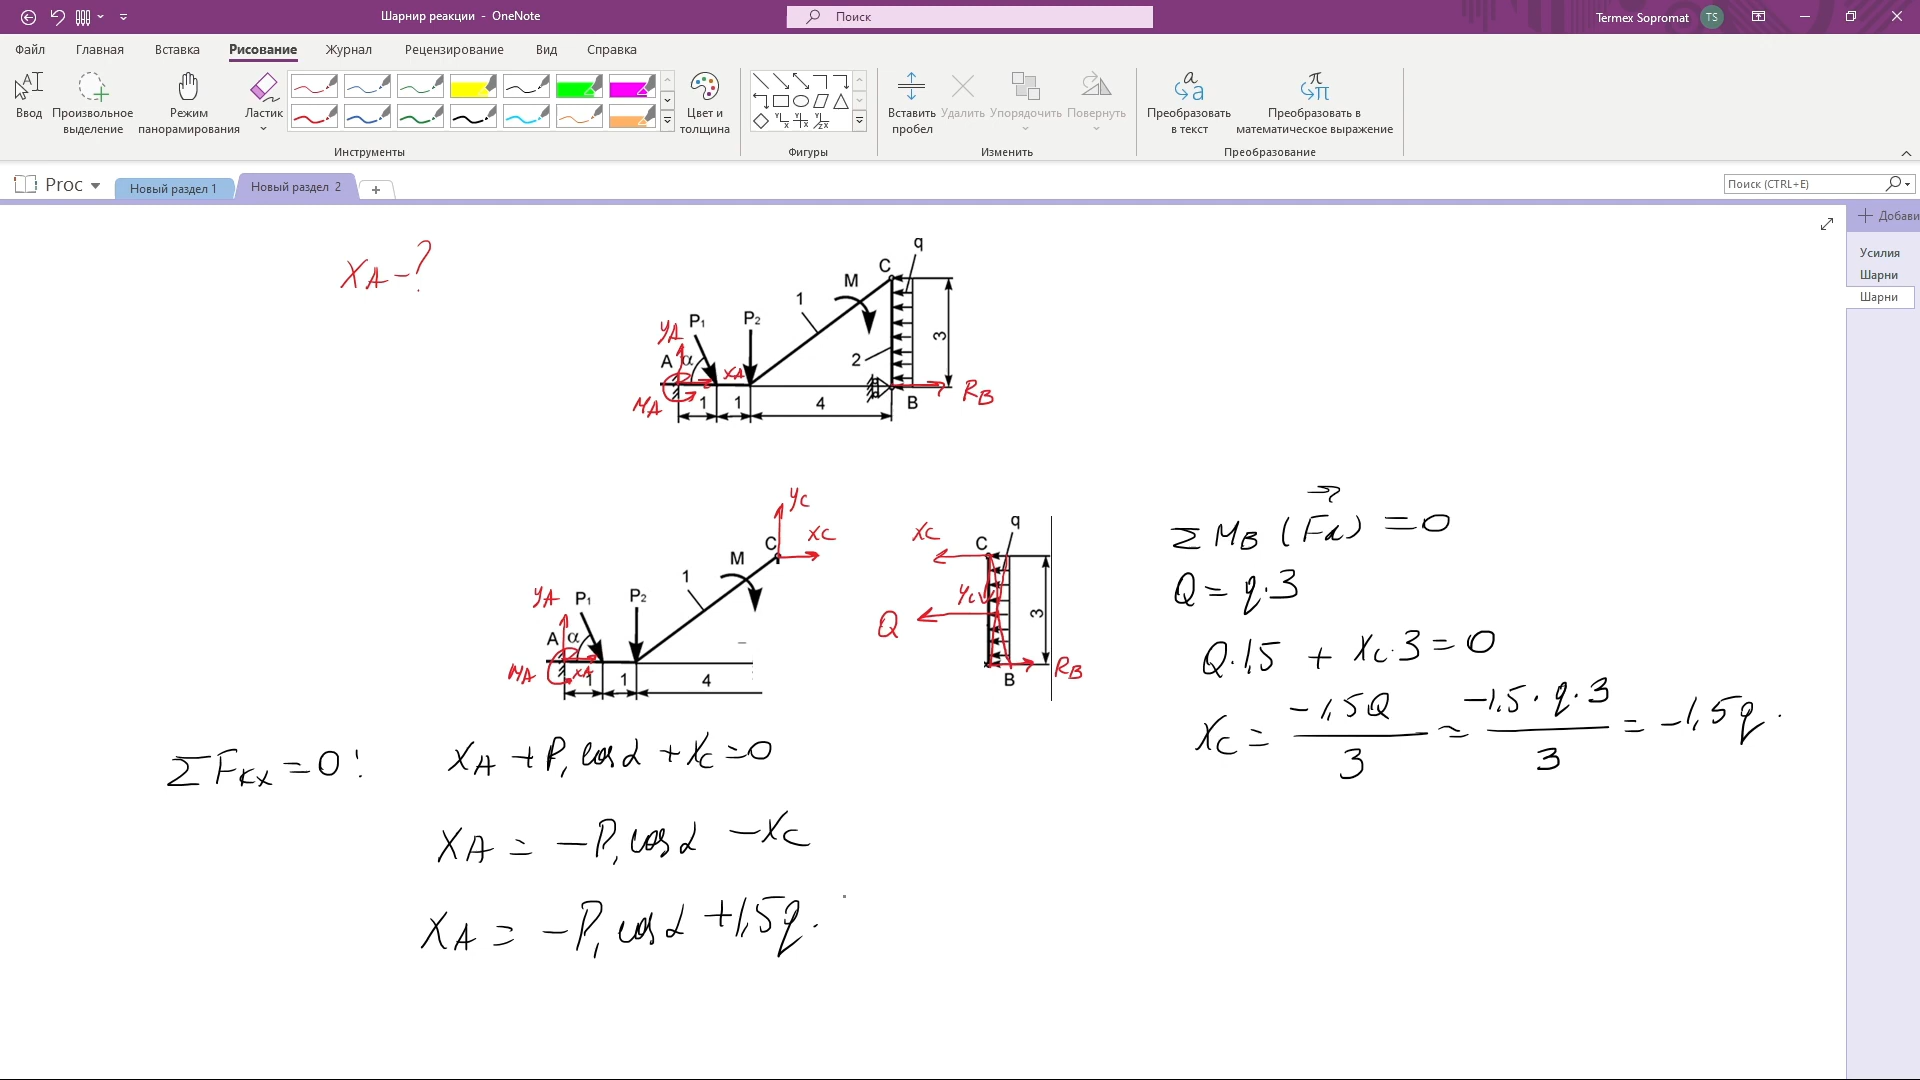 Шарнир реакции - OneNote
Поиск
Termex Sopromat
TS
Файл Главная Вставка Рисование Журнал Рецензирование Вид Справка
Ввод
Произвольное выделение
Режим панорамирования
Ластик
Цвет и толщина
Вставить пробел
Удалить
Упорядочить
Повернуть
Преобразовать в текст
Преобразовать в математическое выражение
Инструменты
Фигуры
Изменить
Преобразование
Proc
Новый раздел 1
Новый раздел 2
Поиск (CTRL+E)
Добави
Усилия
Шарни
Шарни
XA - ?
q
C
M
1
P1
P2
YA
A
α
XA
2
3
MA
1
1
4
B
RB
YC
XC
C
M
1
YA
P1
P2
A
α
MA
XA
1
1
4
XC
C
q
YC
Q
3
B
RB
ΣMB (Fk) = 0
Q = q·3
Q·1,5 + XC·3 = 0
XC = -1,5Q / 3 = -1,5·q·3 / 3 = -1,5q.
ΣFKX = 0: XA + P1 cosα + XC = 0
XA = -P1 cosα - XC
XA = -P1 cosα + 1,5q.